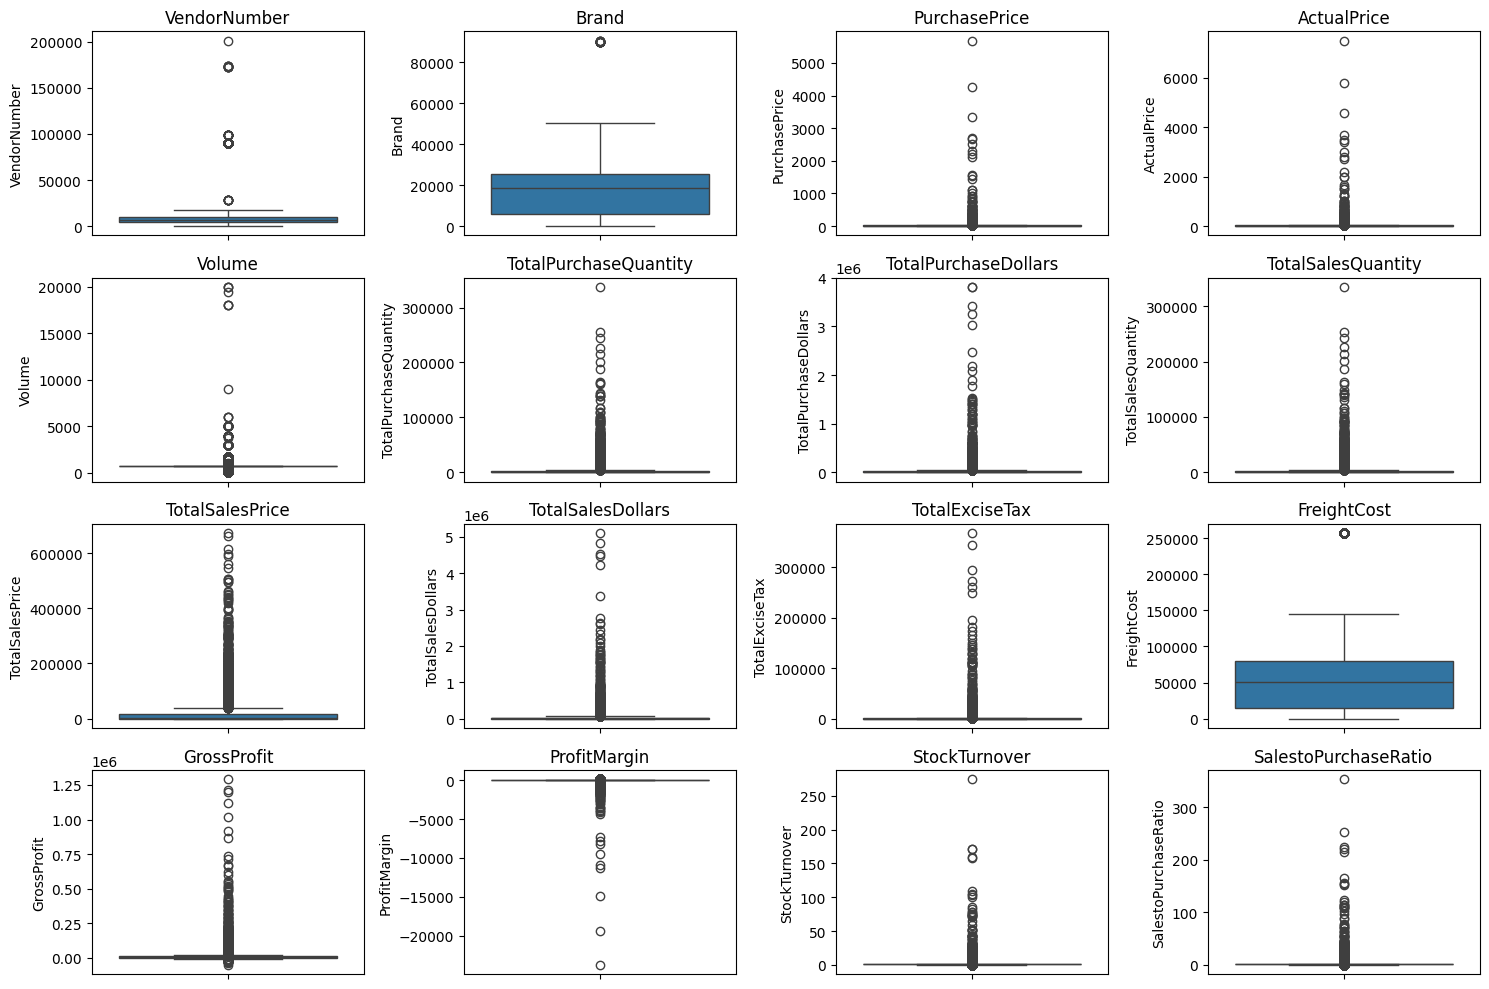 VendorNumber
VendorNumber
200000
150000
100000
50000
0
Brand
Brand
80000
60000
40000
20000
0
PurchasePrice
PurchasePrice
5000
4000
3000
2000
1000
0
ActualPrice
ActualPrice
6000
4000
2000
0
Volume
Volume
20000
15000
10000
5000
0
TotalPurchaseQuantity
TotalPurchaseQuantity
300000
200000
100000
0
TotalPurchaseDollars
1e6
TotalPurchaseDollars
4
3
2
1
0
TotalSalesQuantity
TotalSalesQuantity
300000
200000
100000
0
TotalSalesPrice
TotalSalesPrice
600000
400000
200000
0
TotalSalesDollars
1e6
TotalSalesDollars
5
4
3
2
1
0
TotalExciseTax
TotalExciseTax
300000
200000
100000
0
FreightCost
FreightCost
250000
200000
150000
100000
50000
0
GrossProfit
1e6
GrossProfit
1.25
1.00
0.75
0.50
0.25
0.00
ProfitMargin
ProfitMargin
0
−5000
−10000
−15000
−20000
StockTurnover
StockTurnover
250
200
150
100
50
0
SalestoPurchaseRatio
SalestoPurchaseRatio
300
200
100
0